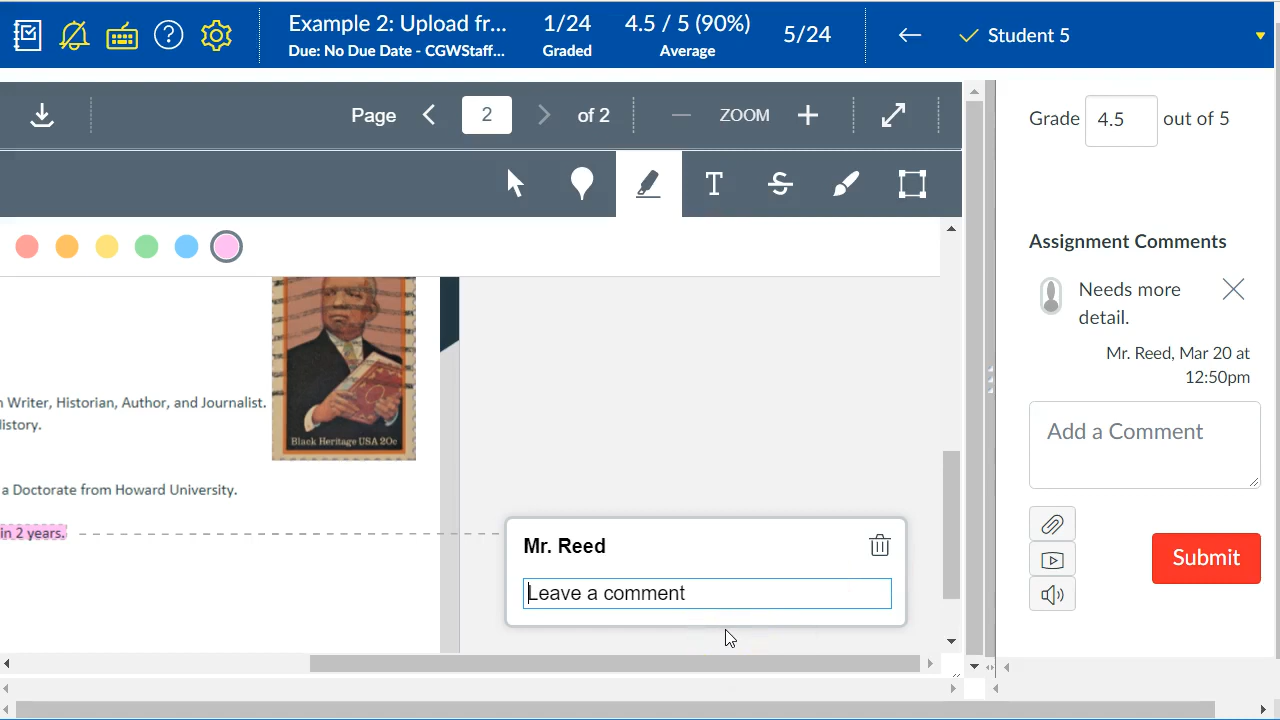 Example 2: Upload fr...
Due: No Due Date - CGWStaff...
1/24
Graded
4.5 / 5 (90%)
Average
5/24
Student 5
Page
2
of 2
ZOOM
T
S
Grade
4.5
out of 5
Assignment Comments
Needs more
detail.
Mr. Reed, Mar 20 at
12:50pm
Add a Comment
Submit
n Writer, Historian, Author, and Journalist.
istory.
Black Heritage USA 20c
a Doctorate from Howard University.
in 2 years.
Mr. Reed
Leave a comment